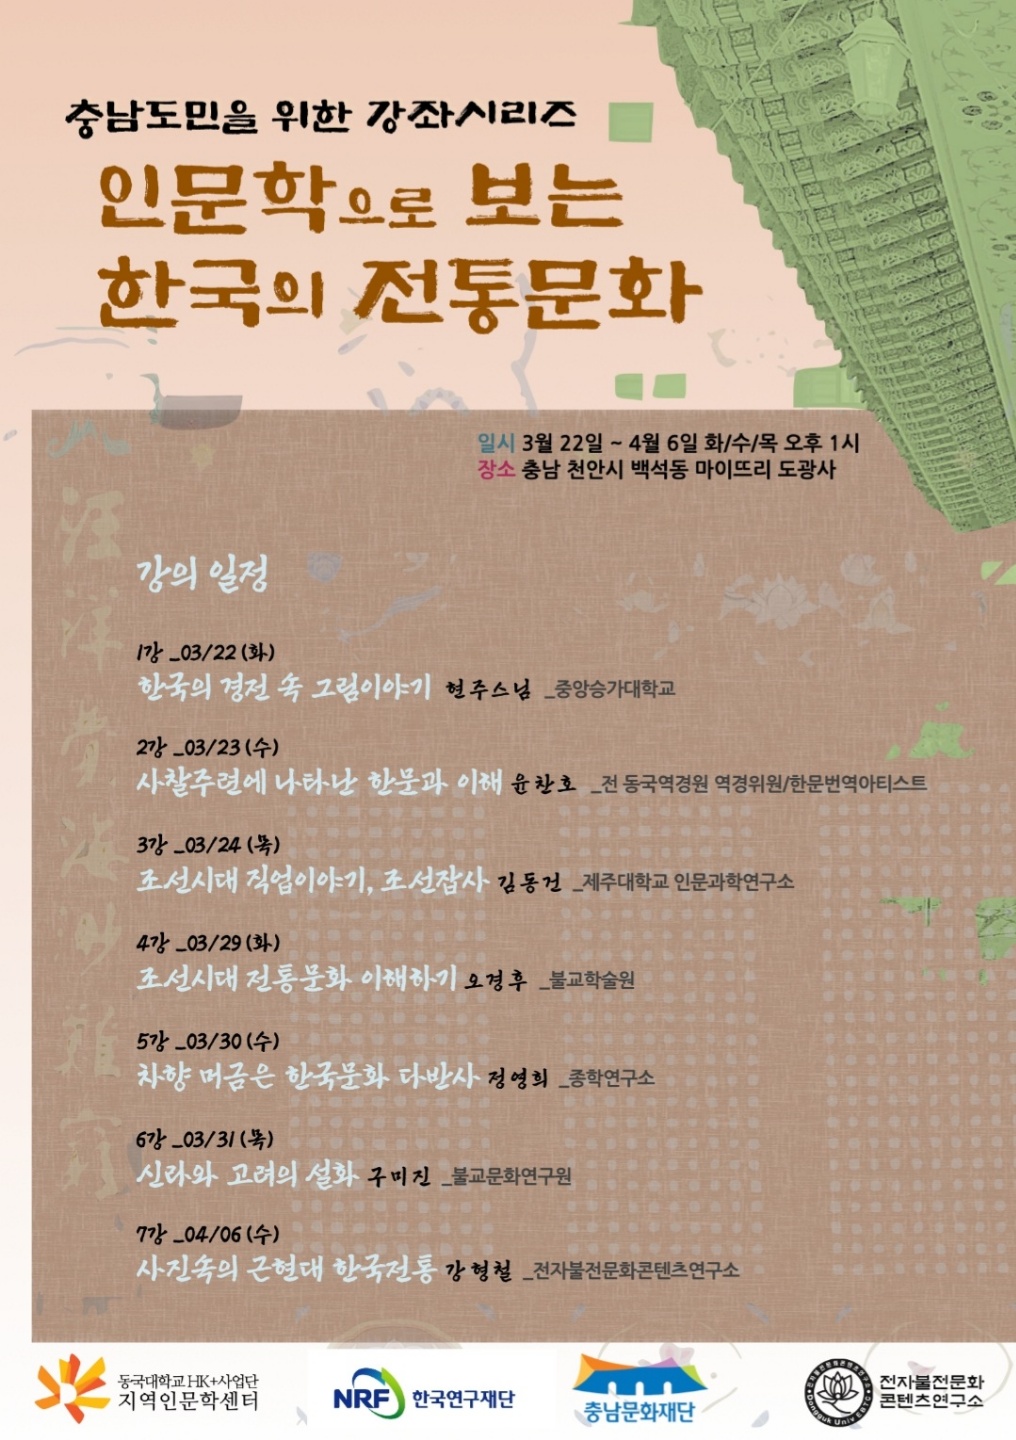 충남도민을 위한 강좌시리즈
인문학으로 보는
한국의 전통문화
일시 3월 22일 ~ 4월 6일 화/수/목 오후 1시
장소 충남 천안시 백석동 마이뜨리 도광사
강의 일정
1강 _03/22 (화)
한국의 경전 속 그림이야기 현주스님 _중앙승가대학교
2강 _03/23 (수)
사찰주련에 나타난 한문과 이해 윤찬호 _전 동국역경원 역경위원/한문번역아티스트
3강 _03/24 (목)
조선시대 직업이야기, 조선잡사 김동건 _제주대학교 인문과학연구소
4강 _03/29 (화)
조선시대 전통문화 이해하기 오경후 _불교학술원
5강 _03/30 (수)
차향 머금은 한국문화 다반사 정영희 _종학연구소
6강 _03/31 (목)
신라와 고려의 설화 구미진 _불교문화연구원
7강 _04/06 (수)
사진속의 근현대 한국전통 강형철 _전자불전문화콘텐츠연구소
동국대학교 HK+사업단
지역인문학센터
NRF 한국연구재단
충남문화재단
전자불전문화
콘텐츠연구소